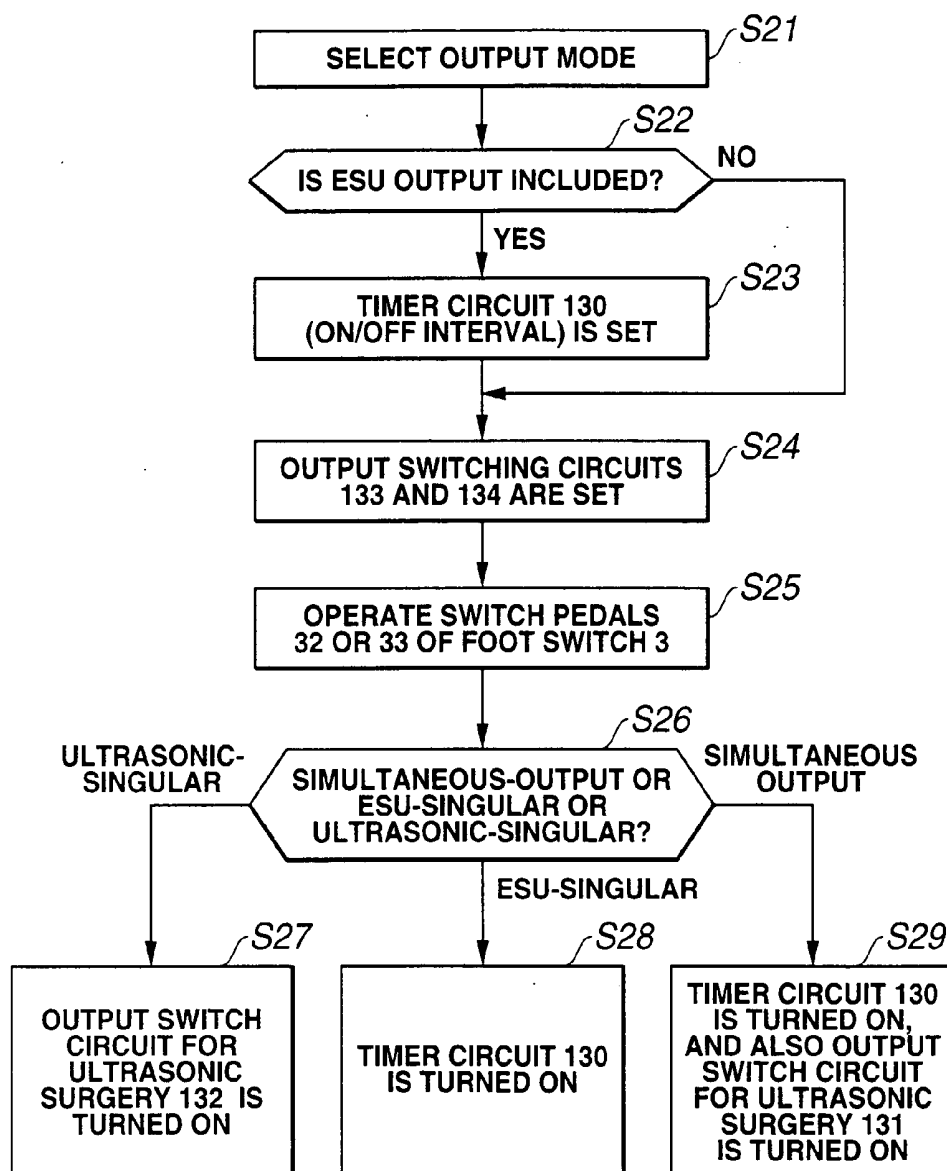 S21
SELECT OUTPUT MODE
S22
IS ESU OUTPUT INCLUDED?
NO
YES
S23
TIMER CIRCUIT 130
(ON/OFF INTERVAL) IS SET
S24
OUTPUT SWITCHING CIRCUITS
133 AND 134 ARE SET
S25
OPERATE SWITCH PEDALS
32 OR 33 OF FOOT SWITCH 3
S26
ULTRASONIC-
SINGULAR
SIMULTANEOUS-OUTPUT OR
ESU-SINGULAR OR
ULTRASONIC-SINGULAR?
SIMULTANEOUS
OUTPUT
ESU-SINGULAR
S27
OUTPUT SWITCH
CIRCUIT FOR
ULTRASONIC
SURGERY 132 IS
TURNED ON
S28
TIMER CIRCUIT 130
IS TURNED ON
S29
TIMER CIRCUIT 130
IS TURNED ON,
AND ALSO OUTPUT
SWITCH CIRCUIT
FOR ULTRASONIC
SURGERY 131
IS TURNED ON